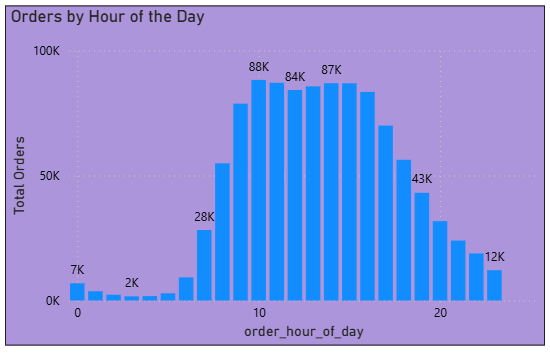 Orders by Hour of the Day
100K
88K
87K
84K
50K
43K
28K
12K
7K
2K
0K
Total Orders
0
10
20
order_hour_of_day